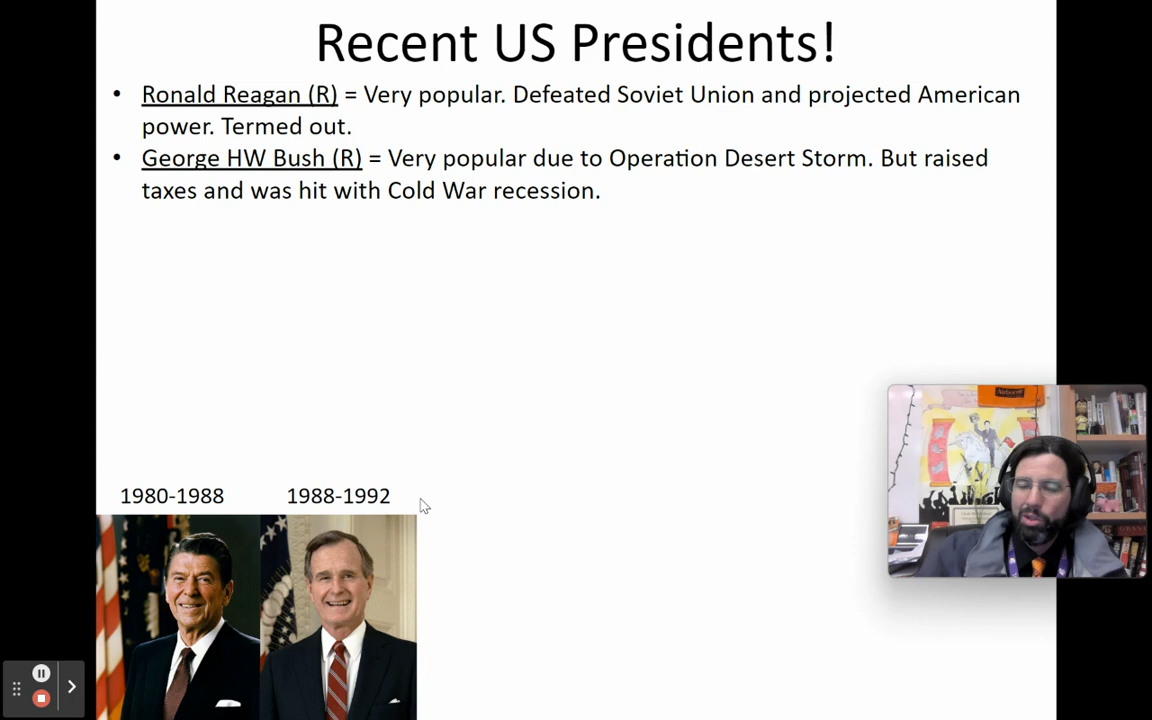 Recent US Presidents!
• Ronald Reagan (R) = Very popular. Defeated Soviet Union and projected American
power. Termed out.
• George HW Bush (R) = Very popular due to Operation Desert Storm. But raised
taxes and was hit with Cold War recession.
1980-1988
1988-1992